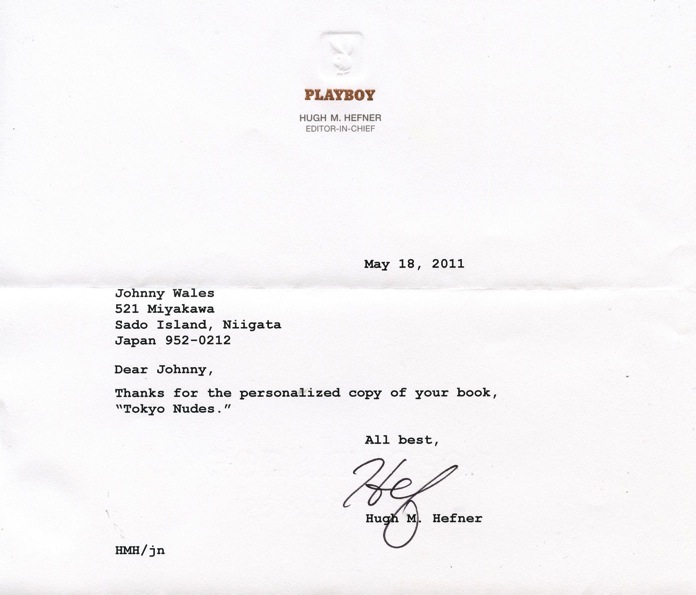 PLAYBOY
HUGH M. HEFNER
EDITOR-IN-CHIEF
May 18, 2011
Johnny Wales
521 Miyakawa
Sado Island, Niigata
Japan 952-0212
Dear Johnny,
Thanks for the personalized copy of your book,
“Tokyo Nudes.”
All best,
Hef
Hugh M. Hefner
HMH/jn